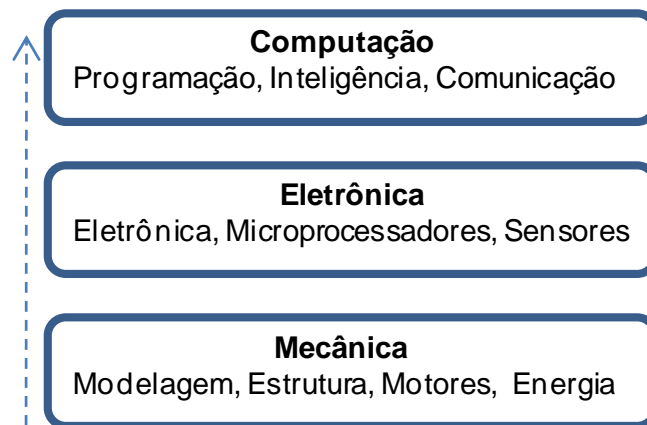 Computação
Programação, Inteligência, Comunicação
Eletrônica
Eletrônica, Microprocessadores, Sensores
Mecânica
Modelagem, Estrutura, Motores, Energia